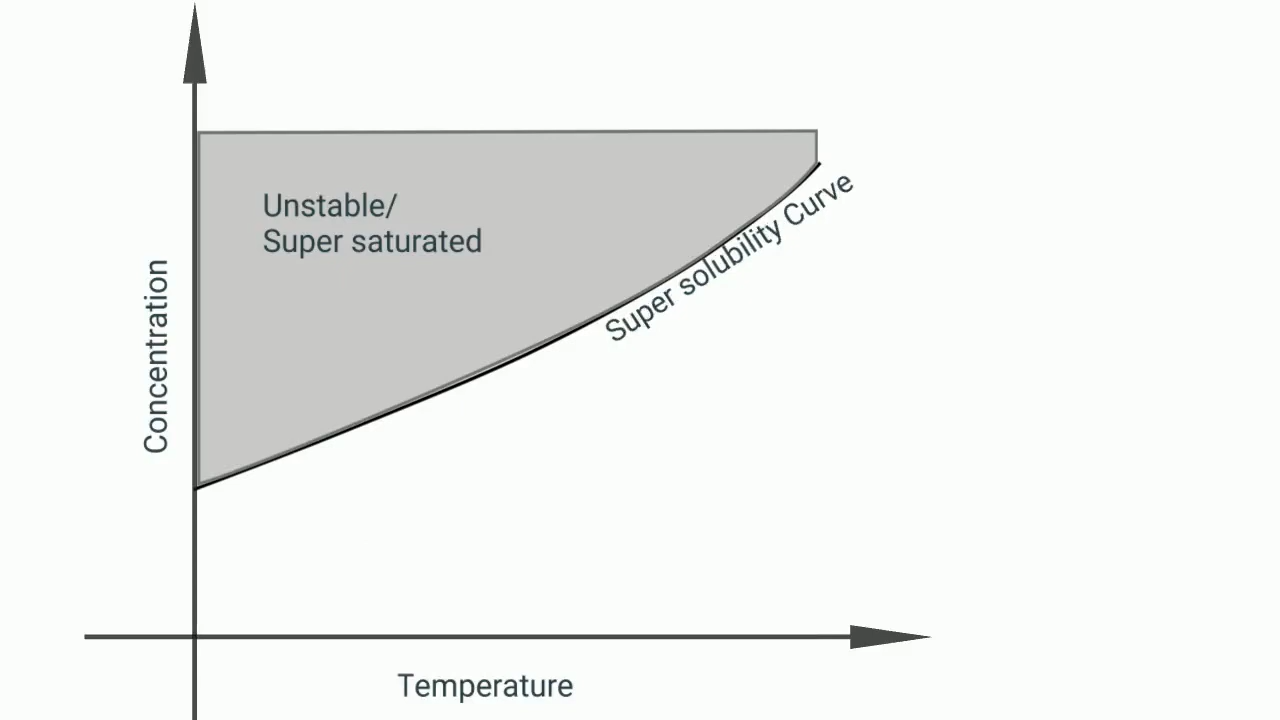 Unstable/
Super saturated
Super solubility Curve
Concentration
Temperature